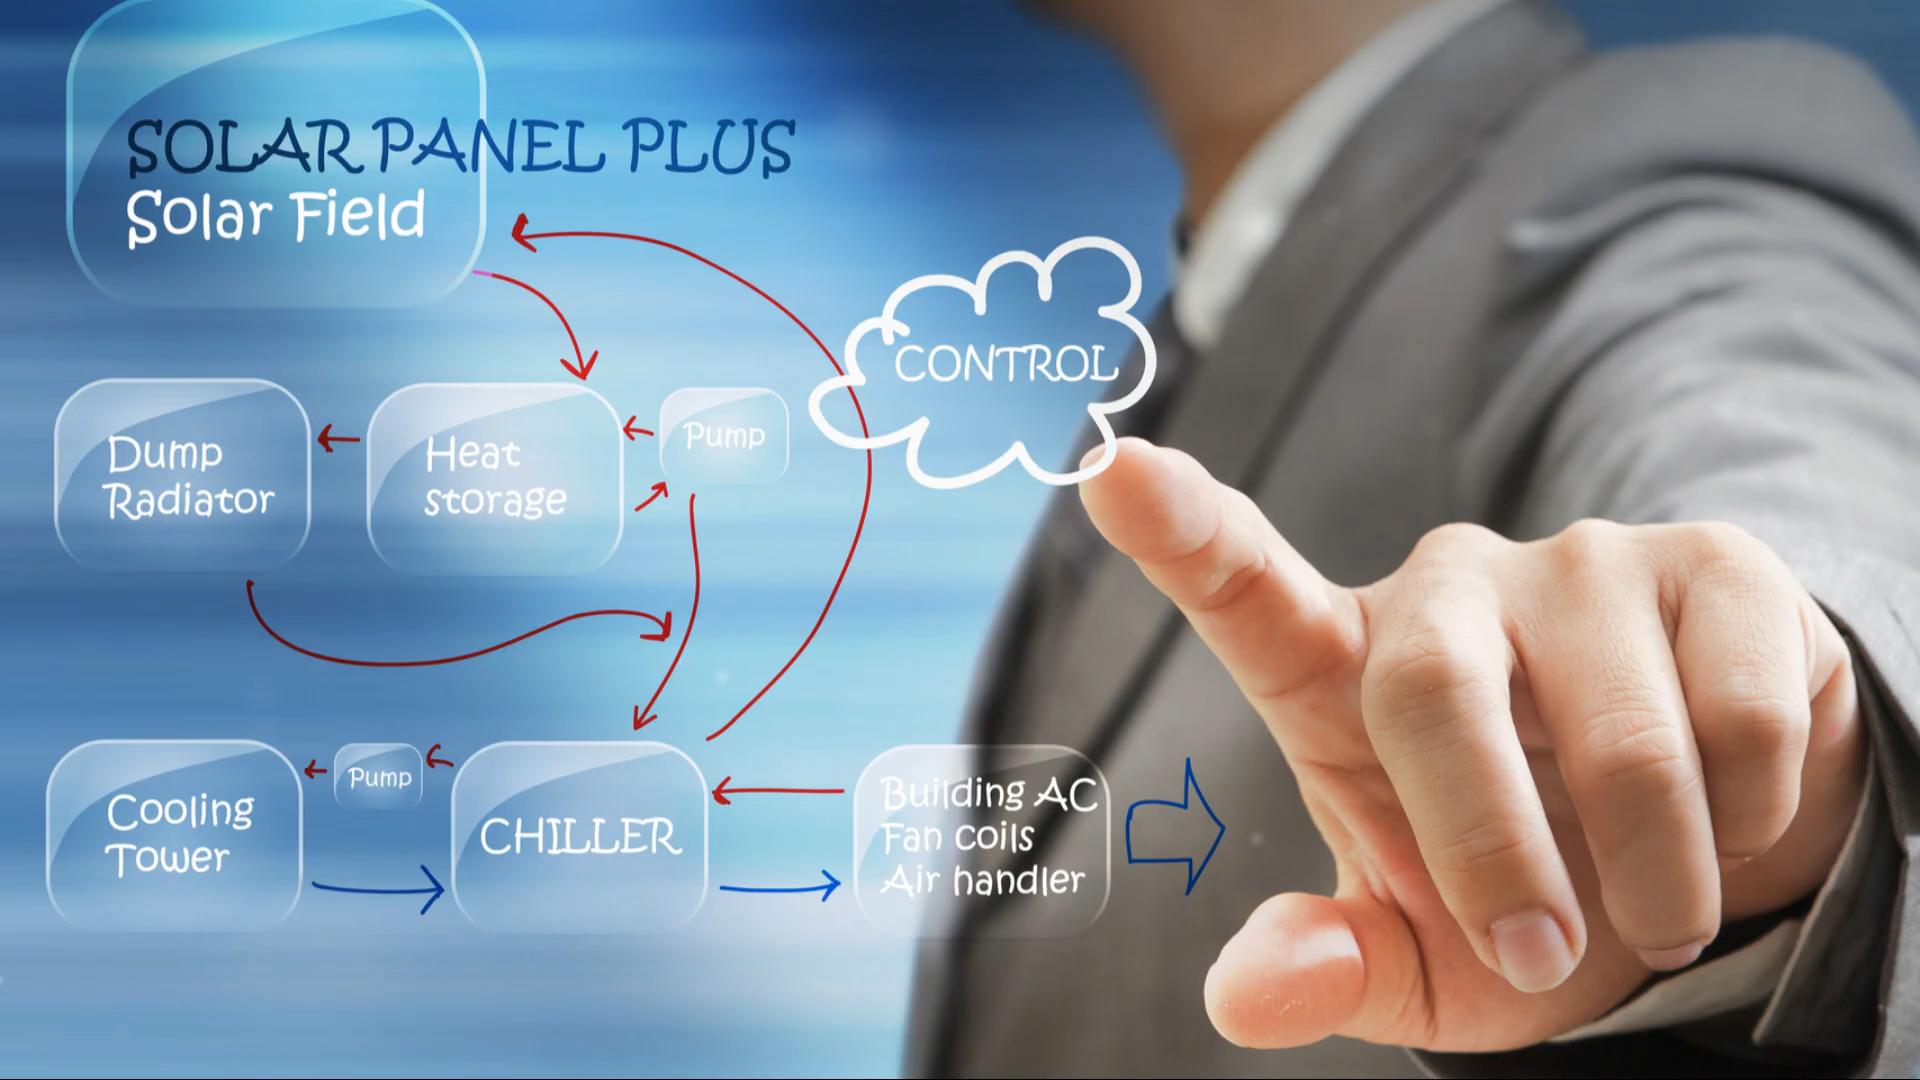 SOLAR PANEL PLUS
Solar Field
CONTROL
Dump
Radiator
Heat
storage
Pump
Cooling
Tower
Pump
CHILLER
Building AC
Fan coils
Air handler